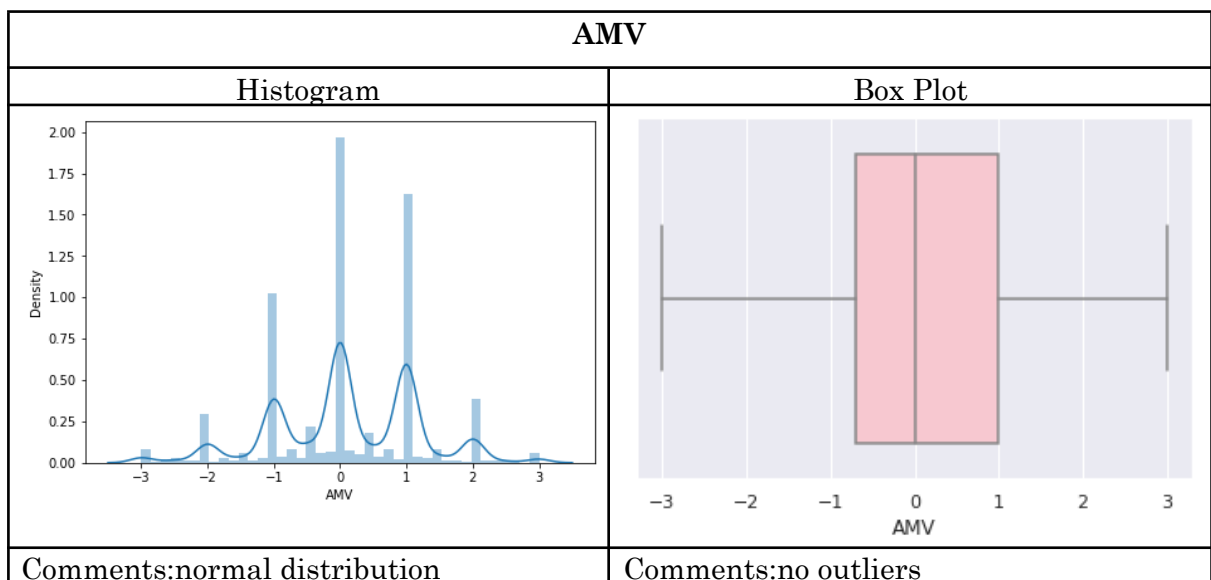 AMV
Histogram
Box Plot
2.00
1.75
1.50
1.25
1.00
0.75
0.50
0.25
0.00
Density
−3 −2 −1 0 1 2 3
AMV
−3 −2 −1 0 1 2 3
AMV
Comments:normal distribution
Comments:no outliers